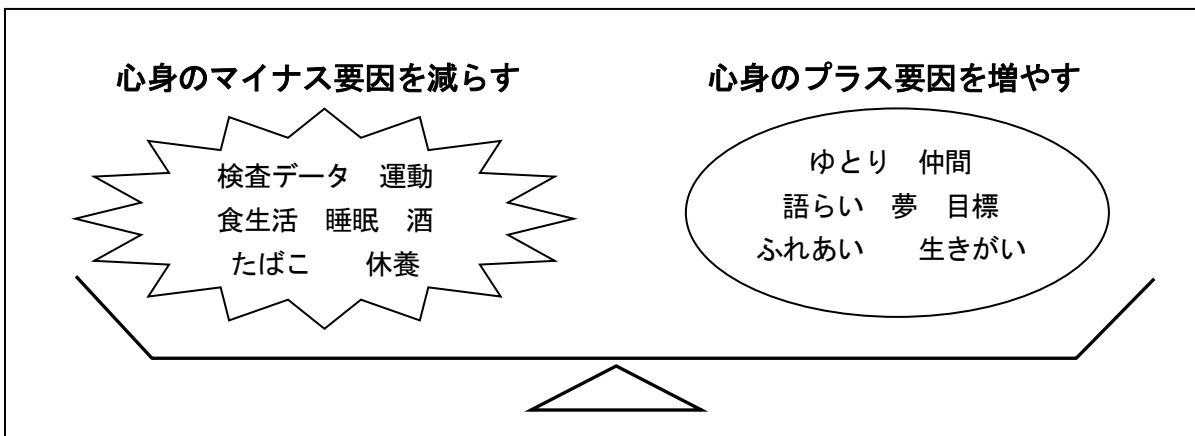 心身のマイナス要因を減らす
検査データ　運動
食生活　睡眠　酒
たばこ　休養
心身のプラス要因を増やす
ゆとり　仲間
語らい　夢　目標
ふれあい　生きがい